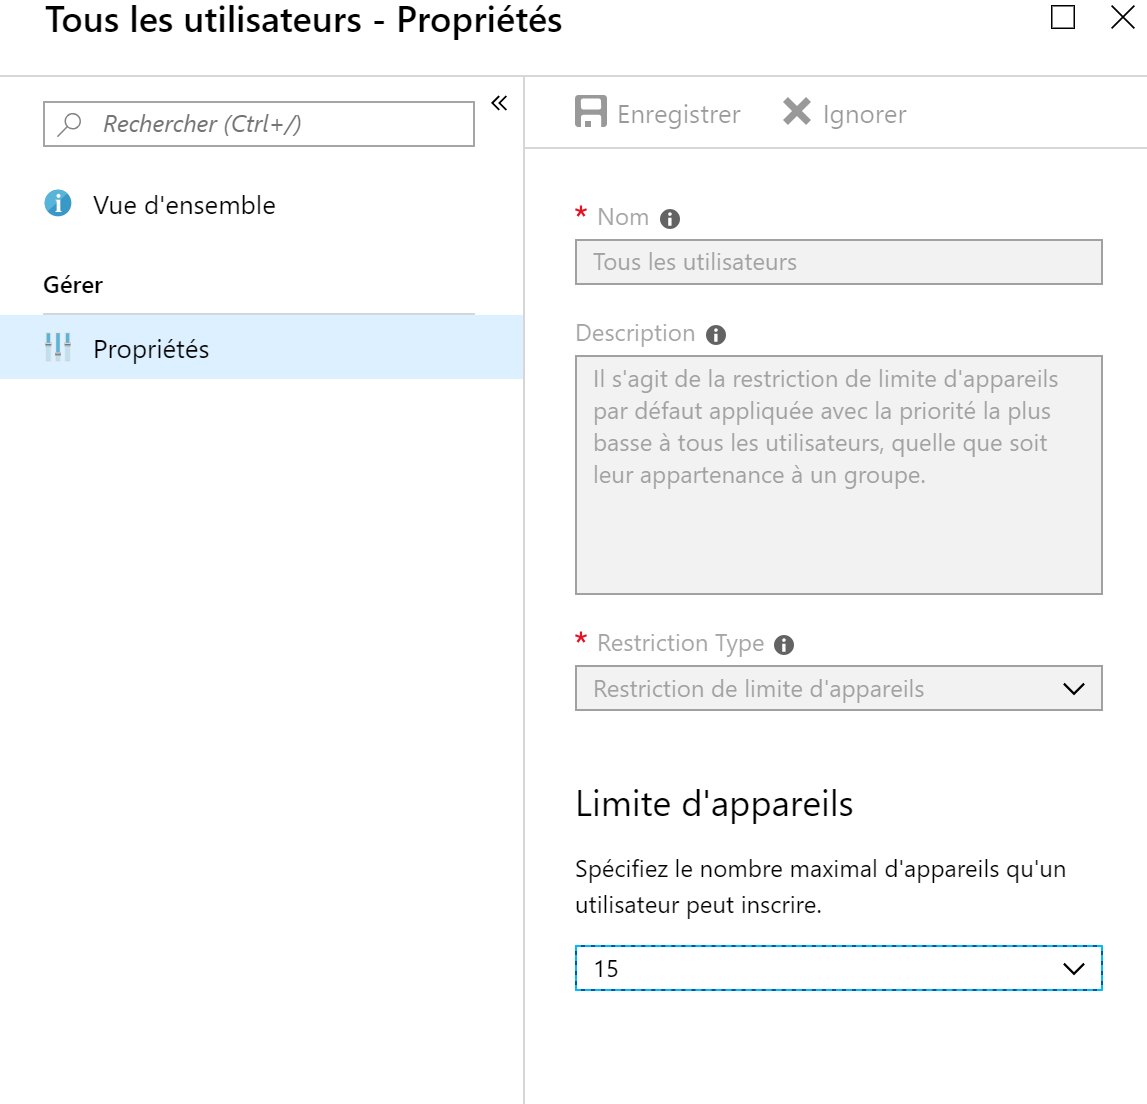 Tous les utilisateurs - Propriétés
Rechercher (Ctrl+/)
Vue d'ensemble
Gérer
Propriétés
Enregistrer
Ignorer
* Nom
Tous les utilisateurs
Description
Il s'agit de la restriction de limite d'appareils
par défaut appliquée avec la priorité la plus
basse à tous les utilisateurs, quelle que soit
leur appartenance à un groupe.
* Restriction Type
Restriction de limite d'appareils
Limite d'appareils
Spécifiez le nombre maximal d'appareils qu'un
utilisateur peut inscrire.
15